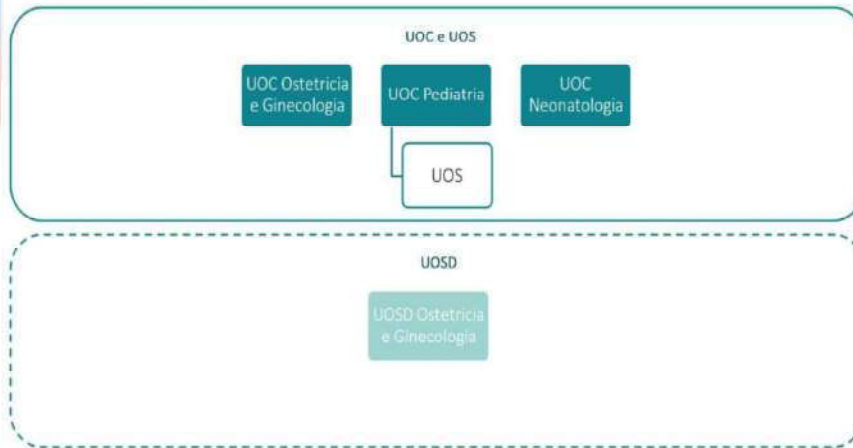 UOC e UOS
UOC Ostetricia
e Ginecologia
UOC Pediatria
UOC
Neonatologia
UOS
UOSD
UOSD Ostetricia
e Ginecologia